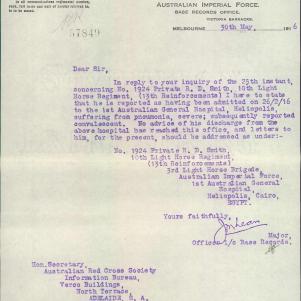 AUSTRALIAN IMPERIAL FORCE.
BASE RECORDS OFFICE,
VICTORIA BARRACKS,
57849
MELBOURNE 30th May, 1916
Dear Sir,
In reply to your inquiry of the 25th instant,
concerning No. 1924 Private R. D. Smith, 10th Light
Horse Regiment, (13th Reinforcements) I have to state
that he is reported as having been admitted on 26/2/16
to the 1st Australian General Hospital, Heliopolis,
suffering from pneumonia, severe; subsequently reported
convalescent. No advice of his discharge from the
above hospital has reached this office, and letters to
him, for the present, should be addressed as under:-
No. 1924 Private R. D. Smith,
10th Light Horse Regiment,
(13th Reinforcements)
3rd Light Horse Brigade,
Australian Imperial Force,
1st Australian General
Hospital,
Heliopolis, Cairo,
EGYPT.
Yours faithfully,
Major,
Officer i/c Base Records.
Hon. Secretary,
Australian Red Cross Society
Information Bureau,
Verco Buildings,
North Terrace,
ADELAIDE, S. A.